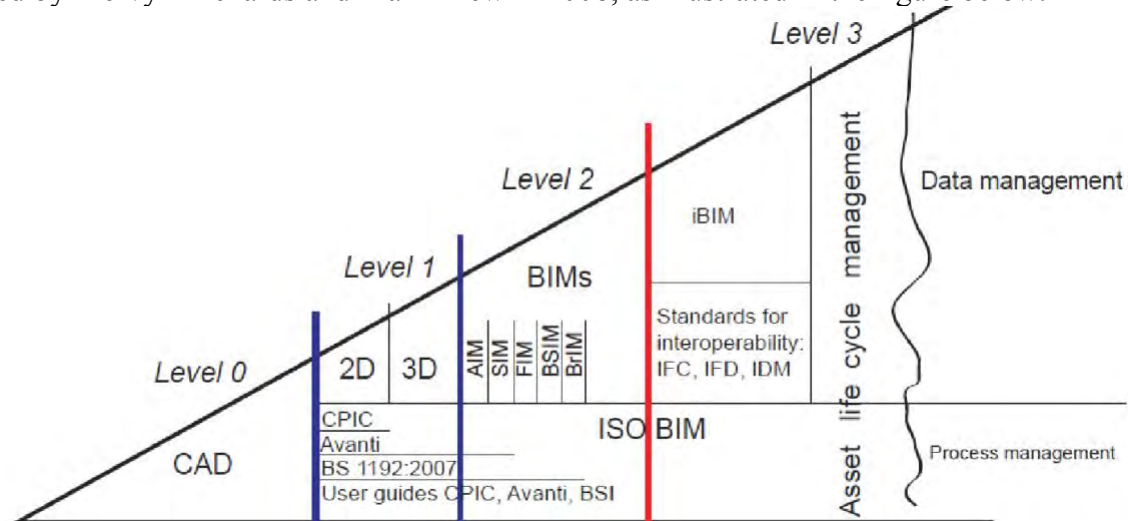 Level 3
Level 2
Level 1
Level 0
Data management
iBIM
BIMs
Standards for
interoperability:
IFC, IFD, IDM
2D
3D
AIM
SIM
FIM
BSIM
BrIM
Asset life cycle management
CPIC
Avanti
BS 1192:2007
User guides CPIC, Avanti, BSI
ISO BIM
CAD
Process management